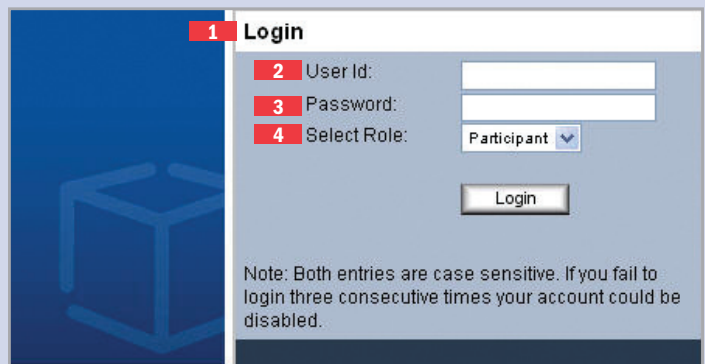 1 Login
2 User Id:
3 Password:
4 Select Role: Participant
Login
Note: Both entries are case sensitive. If you fail to
login three consecutive times your account could be
disabled.